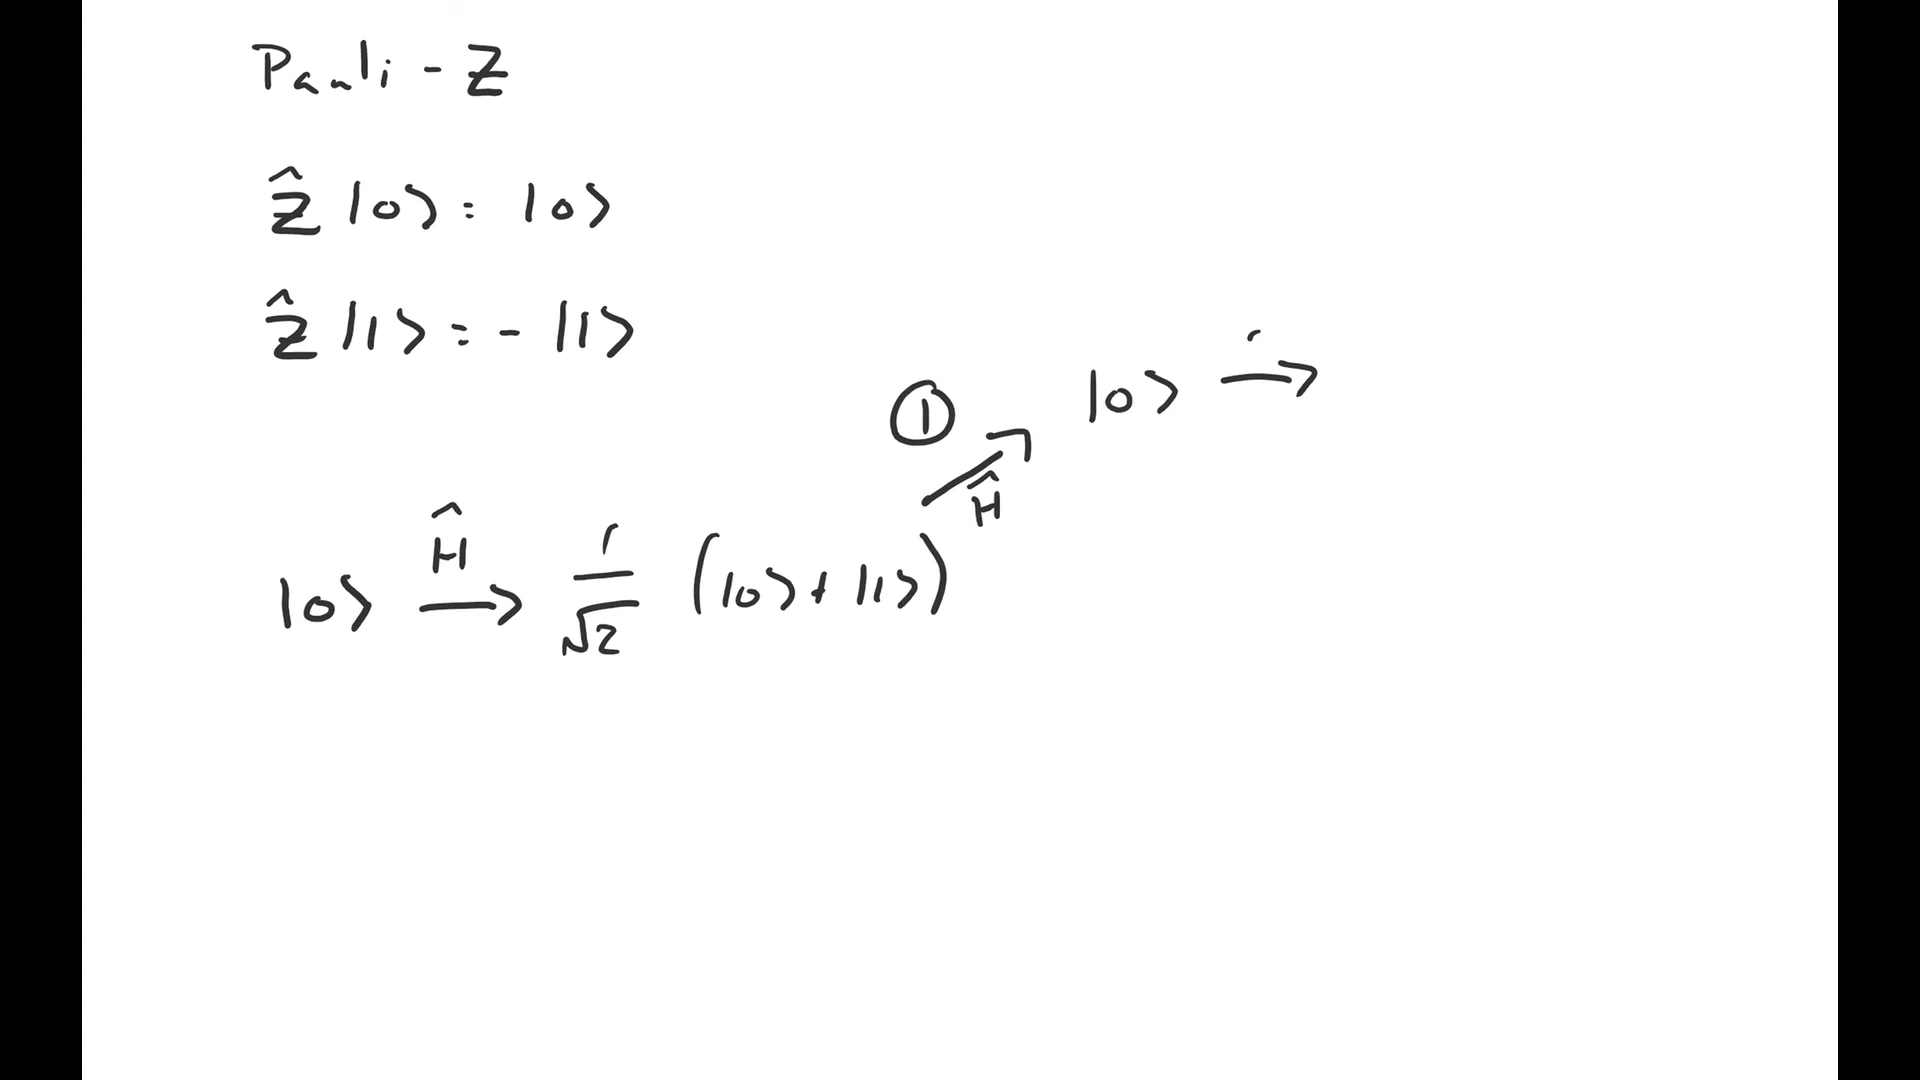 Pauli - Z
Ẑ |0⟩ = |0⟩
Ẑ |1⟩ = - |1⟩
① Ĥ |0⟩ →
|0⟩ Ĥ → 1/√2 (|0⟩ + |1⟩)